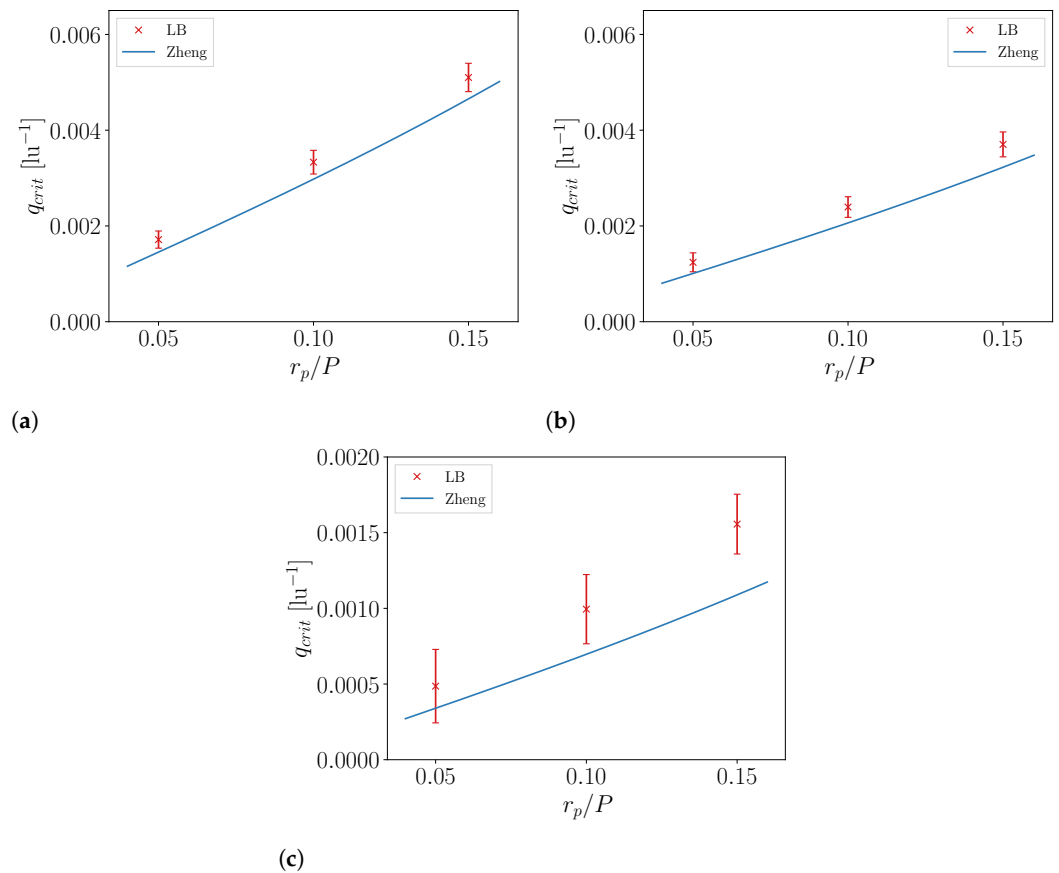 0.006
0.004
0.002
0.000
q_crit [lu⁻¹]
LB
Zheng
0.05 0.10 0.15
r_p/P
(a)
0.006
0.004
0.002
0.000
q_crit [lu⁻¹]
LB
Zheng
0.05 0.10 0.15
r_p/P
(b)
0.0020
0.0015
0.0010
0.0005
0.0000
q_crit [lu⁻¹]
LB
Zheng
0.05 0.10 0.15
r_p/P
(c)